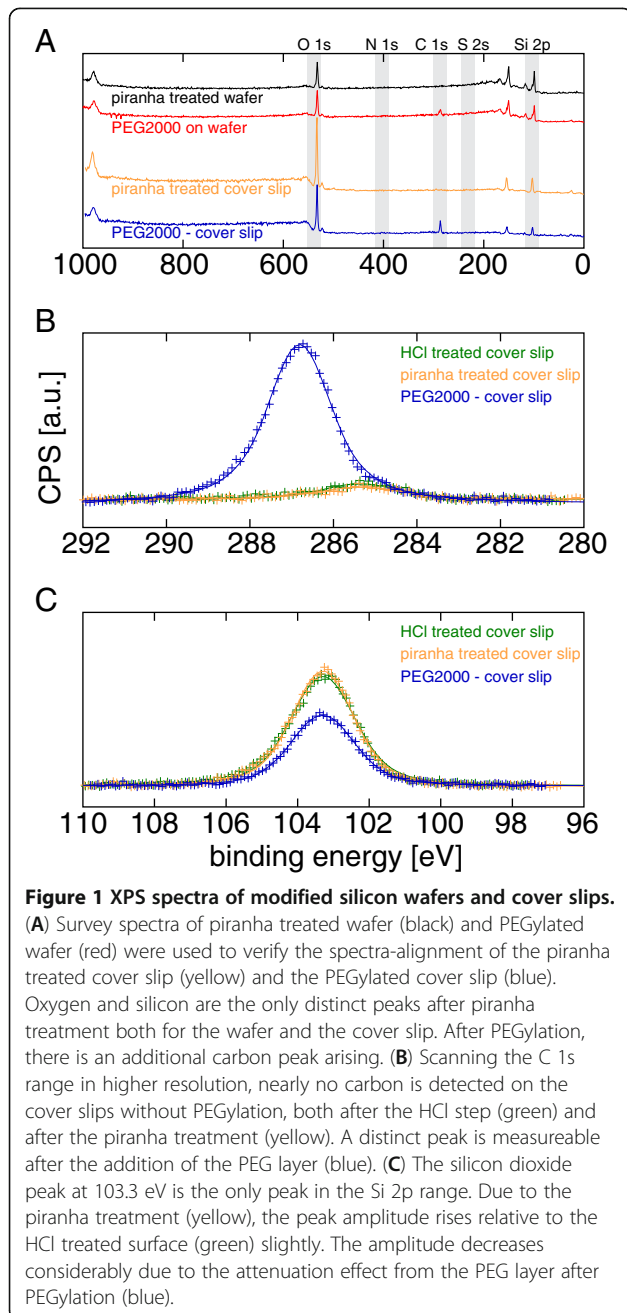 A
O 1s N 1s C 1s S 2s Si 2p
piranha treated wafer
PEG2000 on wafer
piranha treated cover slip
PEG2000 - cover slip
1000 800 600 400 200 0
B
HCl treated cover slip
piranha treated cover slip
PEG2000 - cover slip
CPS [a.u.]
292 290 288 286 284 282 280
C
HCl treated cover slip
piranha treated cover slip
PEG2000 - cover slip
110 108 106 104 102 100 98 96
binding energy [eV]
Figure 1 XPS spectra of modified silicon wafers and cover slips.
(A) Survey spectra of piranha treated wafer (black) and PEGylated
wafer (red) were used to verify the spectra-alignment of the piranha
treated cover slip (yellow) and the PEGylated cover slip (blue).
Oxygen and silicon are the only distinct peaks after piranha
treatment both for the wafer and the cover slip. After PEGylation,
there is an additional carbon peak arising. (B) Scanning the C 1s
range in higher resolution, nearly no carbon is detected on the
cover slips without PEGylation, both after the HCl step (green) and
after the piranha treatment (yellow). A distinct peak is measureable
after the addition of the PEG layer (blue). (C) The silicon dioxide
peak at 103.3 eV is the only peak in the Si 2p range. Due to the
piranha treatment (yellow), the peak amplitude rises relative to the
HCl treated surface (green) slightly. The amplitude decreases
considerably due to the attenuation effect from the PEG layer after
PEGylation (blue).